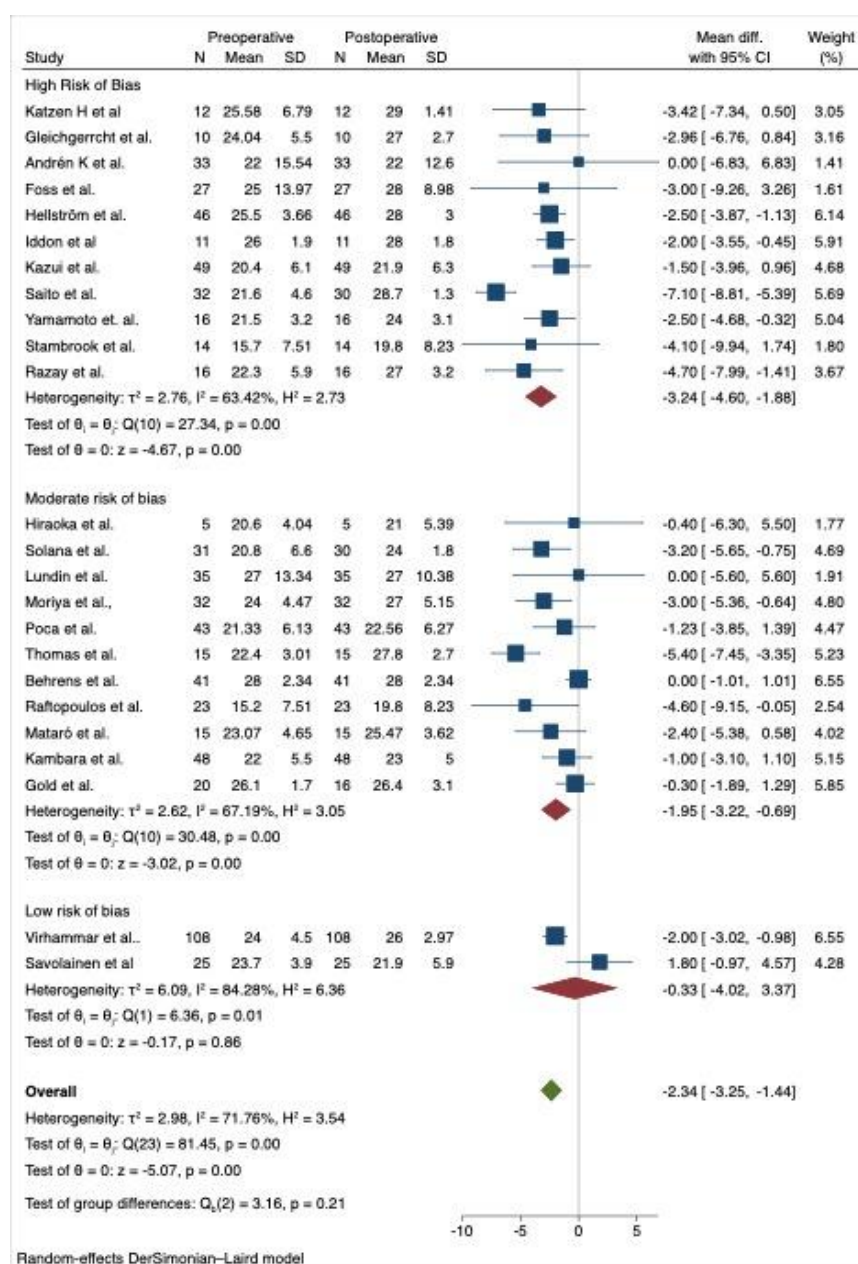 Preoperative Postoperative Mean diff. Weight
Study N Mean SD N Mean SD with 95% CI (%)
High Risk of Bias
Katzen H et al 12 25.58 6.79 12 29 1.41 -3.42 [ -7.34, 0.50] 3.05
Gleichgerrcht et al. 10 24.04 5.5 10 27 2.7 -2.96 [ -6.76, 0.84] 3.16
Andrén K et al. 33 22 15.54 33 22 12.6 0.00 [ -6.83, 6.83] 1.41
Foss et al. 27 25 13.97 27 28 8.98 -3.00 [ -9.26, 3.26] 1.61
Hellström et al. 46 25.5 3.66 46 28 3 -2.50 [ -3.87, -1.13] 6.14
Iddon et al 11 26 1.9 11 28 1.8 -2.00 [ -3.55, -0.45] 5.91
Kazui et al. 49 20.4 6.1 49 21.9 6.3 -1.50 [ -3.96, 0.96] 4.68
Saito et al. 32 21.6 4.6 30 28.7 1.3 -7.10 [ -8.81, -5.39] 5.69
Yamamoto et. al. 16 21.5 3.2 16 24 3.1 -2.50 [ -4.68, -0.32] 5.04
Stambrook et al. 14 15.7 7.51 14 19.8 8.23 -4.10 [ -9.94, 1.74] 1.80
Razay et al. 16 22.3 5.9 16 27 3.2 -4.70 [ -7.99, -1.41] 3.67
Heterogeneity: τ² = 2.76, I² = 63.42%, H² = 2.73 -3.24 [ -4.60, -1.88]
Test of θᵢ = θⱼ: Q(10) = 27.34, p = 0.00
Test of θ = 0: z = -4.67, p = 0.00
Moderate risk of bias
Hiraoka et al. 5 20.6 4.04 5 21 5.39 -0.40 [ -6.30, 5.50] 1.77
Solana et al. 31 20.8 6.6 30 24 1.8 -3.20 [ -5.65, -0.75] 4.69
Lundin et al. 35 27 13.34 35 27 10.38 0.00 [ -5.60, 5.60] 1.91
Moriya et al., 32 24 4.47 32 27 5.15 -3.00 [ -5.36, -0.64] 4.80
Poca et al. 43 21.33 6.13 43 22.56 6.27 -1.23 [ -3.85, 1.39] 4.47
Thomas et al. 15 22.4 3.01 15 27.8 2.7 -5.40 [ -7.45, -3.35] 5.23
Behrens et al. 41 28 2.34 41 28 2.34 0.00 [ -1.01, 1.01] 6.55
Raftopoulos et al. 23 15.2 7.51 23 19.8 8.23 -4.60 [ -9.15, -0.05] 2.54
Mataró et al. 15 23.07 4.65 15 25.47 3.62 -2.40 [ -5.38, 0.58] 4.02
Kambara et al. 48 22 5.5 48 23 5 -1.00 [ -3.10, 1.10] 5.15
Gold et al. 20 26.1 1.7 16 26.4 3.1 -0.30 [ -1.89, 1.29] 5.85
Heterogeneity: τ² = 2.62, I² = 67.19%, H² = 3.05 -1.95 [ -3.22, -0.69]
Test of θᵢ = θⱼ: Q(10) = 30.48, p = 0.00
Test of θ = 0: z = -3.02, p = 0.00
Low risk of bias
Virhammar et al.. 108 24 4.5 108 26 2.97 -2.00 [ -3.02, -0.98] 6.55
Savolainen et al 25 23.7 3.9 25 21.9 5.9 1.80 [ -0.97, 4.57] 4.28
Heterogeneity: τ² = 6.09, I² = 84.28%, H² = 6.36 -0.33 [ -4.02, 3.37]
Test of θᵢ = θⱼ: Q(1) = 6.36, p = 0.01
Test of θ = 0: z = -0.17, p = 0.86
Overall -2.34 [ -3.25, -1.44]
Heterogeneity: τ² = 2.98, I² = 71.76%, H² = 3.54
Test of θᵢ = θⱼ: Q(23) = 81.45, p = 0.00
Test of θ = 0: z = -5.07, p = 0.00
Test of group differences: Q_b(2) = 3.16, p = 0.21
-10 -5 0 5
Random-effects DerSimonian–Laird model